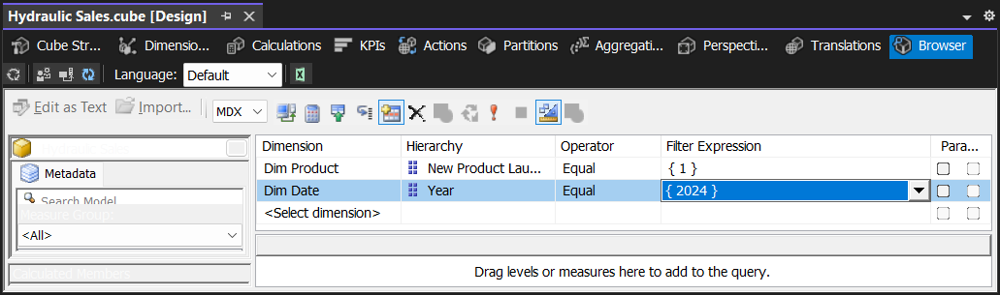 Hydraulic Sales.cube [Design]
Cube Str... Dimensio... Calculations KPIs Actions Partitions Aggregati... Perspecti... Translations Browser
Language: Default
Edit as Text Import... MDX
Dimension Hierarchy Operator Filter Expression Para...
Dim Product New Product Lau... Equal { 1 }
Dim Date Year Equal { 2024 }
<Select dimension>
Metadata
Search Model
Measure Group:
<All>
Calculated Members
Drag levels or measures here to add to the query.